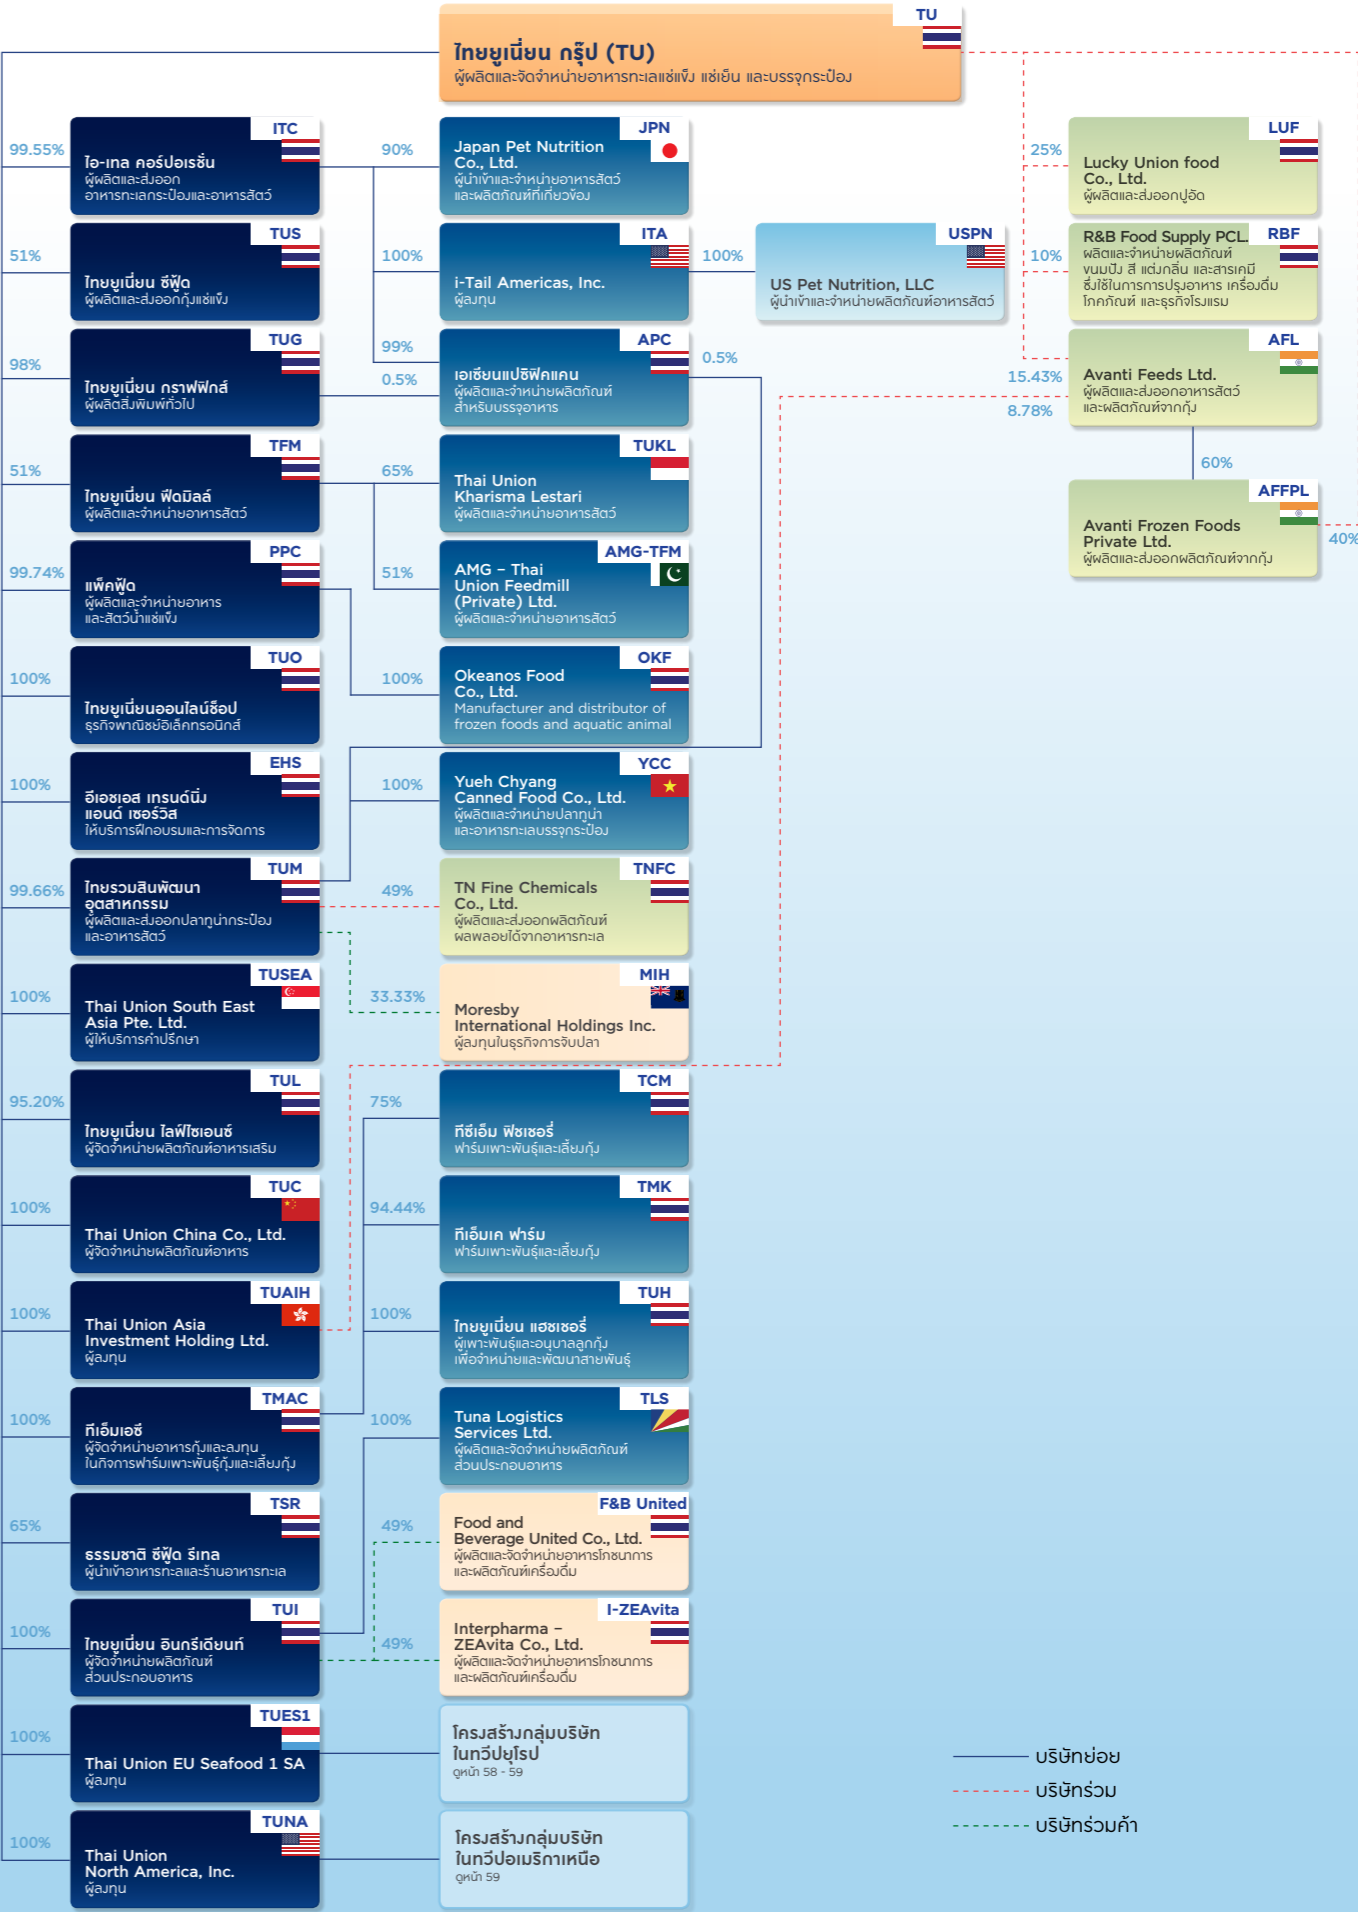 TU
ไทยยูเนี่ยน กรุ๊ป (TU)
ผู้ผลิตและจัดจำหน่ายอาหารทะเลแช่แข็ง แช่เย็น และบรรจุกระป๋อง
99.55%
ITC
ไอ-เทล คอร์ปอเรชั่น
ผู้ผลิตและส่งออก
อาหารทะเลกระป๋องและอาหารสัตว์
90%
JPN
Japan Pet Nutrition
Co., Ltd.
ผู้นำเข้าและจำหน่ายอาหารสัตว์
และผลิตภัณฑ์ที่เกี่ยวข้อง
25%
LUF
Lucky Union food
Co., Ltd.
ผู้ผลิตและส่งออกปูอัด
51%
TUS
ไทยยูเนี่ยน ซีฟู้ด
ผู้ผลิตและส่งออกกุ้งแช่แข็ง
100%
ITA
i-Tail Americas, Inc.
ผู้ลงทุน
100%
USPN
US Pet Nutrition, LLC
ผู้นำเข้าและจำหน่ายผลิตภัณฑ์อาหารสัตว์
10%
R&B Food Supply PCL.
RBF
ผลิตและจำหน่ายผลิตภัณฑ์
ขนมปัง สี แต่งกลิ่น และสารเคมี
ซึ่งใช้ในการการปรุงอาหาร เครื่องดื่ม
โภคภัณฑ์ และธุรกิจโรงแรม
98%
TUG
ไทยยูเนี่ยน กราฟฟิกส์
ผู้ผลิตสิ่งพิมพ์ทั่วไป
99%
0.5%
APC
เอเชียนแปซิฟิคแคน
ผู้ผลิตและจำหน่ายผลิตภัณฑ์
สำหรับบรรจุอาหาร
0.5%
15.43%
8.78%
AFL
Avanti Feeds Ltd.
ผู้ผลิตและส่งออกอาหารสัตว์
และผลิตภัณฑ์จากกุ้ง
51%
TFM
ไทยยูเนี่ยน ฟีดมิลล์
ผู้ผลิตและจำหน่ายอาหารสัตว์
65%
TUKL
Thai Union
Kharisma Lestari
ผู้ผลิตและจำหน่ายอาหารสัตว์
60%
AFFPL
Avanti Frozen Foods
Private Ltd.
ผู้ผลิตและส่งออกผลิตภัณฑ์จากกุ้ง
40%
99.74%
PPC
แพ็คฟู้ด
ผู้ผลิตและจำหน่ายอาหาร
และสัตว์น้ำแช่แข็ง
51%
AMG-TFM
AMG – Thai
Union Feedmill
(Private) Ltd.
ผู้ผลิตและจำหน่ายอาหารสัตว์
100%
TUO
ไทยยูเนี่ยนออนไลน์ช็อป
ธุรกิจพาณิชย์อิเล็คทรอนิกส์
100%
OKF
Okeanos Food
Co., Ltd.
Manufacturer and distributor of
frozen foods and aquatic animal
100%
EHS
อีเอชเอส เทรนด์นิ่ง
แอนด์ เซอร์วิส
ให้บริการฝึกอบรมและการจัดการ
100%
YCC
Yueh Chyang
Canned Food Co., Ltd.
ผู้ผลิตและจำหน่ายปลาทูน่า
และอาหารทะเลบรรจุกระป๋อง
99.66%
TUM
ไทยรวมสินพัฒนา
อุตสาหกรรม
ผู้ผลิตและส่งออกปลาทูน่ากระป๋อง
และอาหารสัตว์
49%
TNFC
TN Fine Chemicals
Co., Ltd.
ผู้ผลิตและส่งออกผลิตภัณฑ์
ผลพลอยได้จากอาหารทะเล
100%
TUSEA
Thai Union South East
Asia Pte. Ltd.
ผู้ให้บริการคำปรึกษา
33.33%
MIH
Moresby
International Holdings Inc.
ผู้ลงทุนในธุรกิจการจับปลา
95.20%
TUL
ไทยยูเนี่ยน ไลฟ์ไซเอนซ์
ผู้จัดจำหน่ายผลิตภัณฑ์อาหารเสริม
75%
TCM
ทีซีเอ็ม ฟิชเชอรี่
ฟาร์มเพาะพันธุ์และเลี้ยงกุ้ง
100%
TUC
Thai Union China Co., Ltd.
ผู้จัดจำหน่ายผลิตภัณฑ์อาหาร
94.44%
TMK
ทีเอ็มเค ฟาร์ม
ฟาร์มเพาะพันธุ์และเลี้ยงกุ้ง
100%
TUAIH
Thai Union Asia
Investment Holding Ltd.
ผู้ลงทุน
100%
TUH
ไทยยูเนี่ยน แฮชเชอรี่
ผู้เพาะพันธุ์และอนุบาลลูกกุ้ง
เพื่อจำหน่ายและพัฒนาสายพันธุ์
100%
TMAC
ทีเอ็มเอซี
ผู้จัดจำหน่ายอาหารกุ้งและลงทุน
ในกิจการฟาร์มเพาะพันธุ์กุ้งและเลี้ยงกุ้ง
100%
TLS
Tuna Logistics
Services Ltd.
ผู้ผลิตและจัดจำหน่ายผลิตภัณฑ์
ส่วนประกอบอาหาร
65%
TSR
ธรรมชาติ ซีฟู้ด รีเทล
ผู้นำเข้าอาหารทะลและร้านอาหารทะเล
49%
F&B United
Food and
Beverage United Co., Ltd.
ผู้ผลิตและจัดจำหน่ายอาหารโภชนาการ
และผลิตภัณฑ์เครื่องดื่ม
100%
TUI
ไทยยูเนี่ยน อินกรีเดียนท์
ผู้จัดจำหน่ายผลิตภัณฑ์
ส่วนประกอบอาหาร
49%
I-ZEAvita
Interpharma –
ZEAvita Co., Ltd.
ผู้ผลิตและจัดจำหน่ายอาหารโภชนาการ
และผลิตภัณฑ์เครื่องดื่ม
100%
TUES1
Thai Union EU Seafood 1 SA
ผู้ลงทุน
โครงสร้างกลุ่มบริษัท
ในทวีปยุโรป
ดูหน้า 58 - 59
100%
TUNA
Thai Union
North America, Inc.
ผู้ลงทุน
โครงสร้างกลุ่มบริษัท
ในทวีปอเมริกาเหนือ
ดูหน้า 59
บริษัทย่อย
บริษัทร่วม
บริษัทร่วมค้า